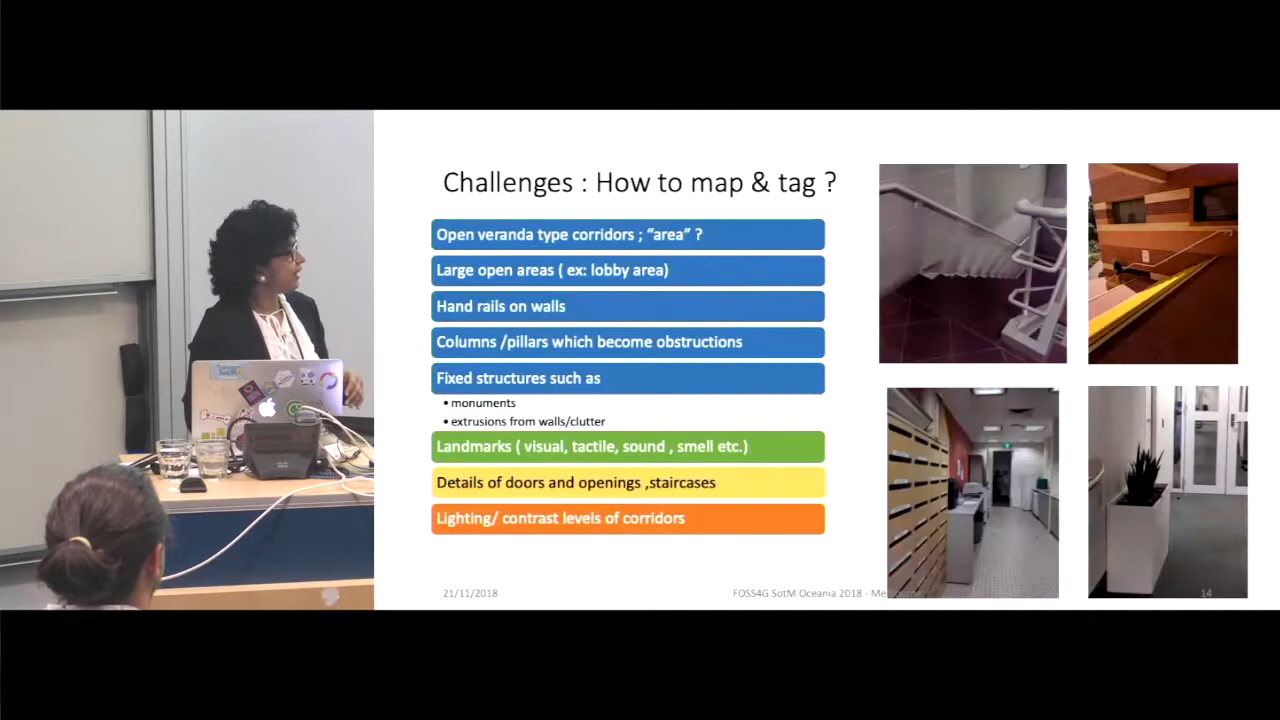 Challenges : How to map & tag ?
Open veranda type corridors ; “area” ?
Large open areas ( ex: lobby area)
Hand rails on walls
Columns /pillars which become obstructions
Fixed structures such as
• monuments
• extrusions from walls/clutter
Landmarks ( visual, tactile, sound , smell etc.)
Details of doors and openings ,staircases
Lighting/ contrast levels of corridors
21/11/2018
FOSS4G SotM Oceania 2018 -
14